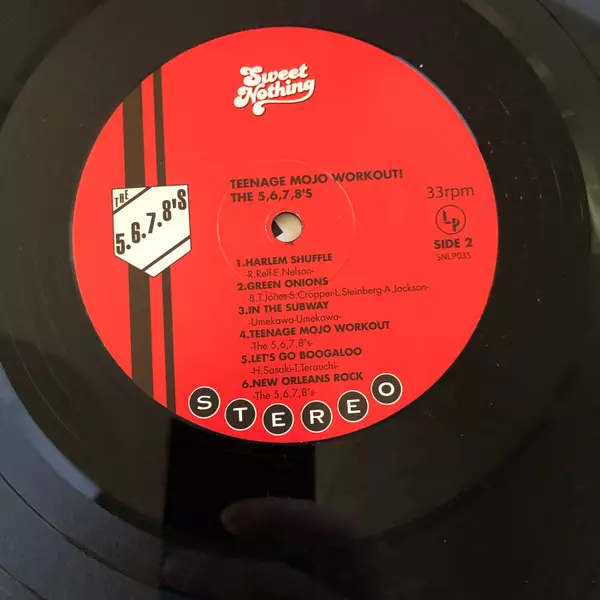 Sweet
Nothing
TEENAGE MOJO WORKOUT!
THE 5,6,7,8'S
33rpm
LP
SIDE 2
SNLP035
THE
5.6.7.8'S
1.HARLEM SHUFFLE
-R.Relf-E.Nelson-
2.GREEN ONIONS
-B.T.Jones-S.Cropper-L.Steinberg-A.Jackson-
3.IN THE SUBWAY
-Umekawa-Umekawa-
4.TEENAGE MOJO WORKOUT
-The 5,6,7,8's-
5.LET'S GO BOOGALOO
-H.Sasaki-T.Terauchi-
6.NEW ORLEANS ROCK
-The 5,6,7,8's-
STEREO